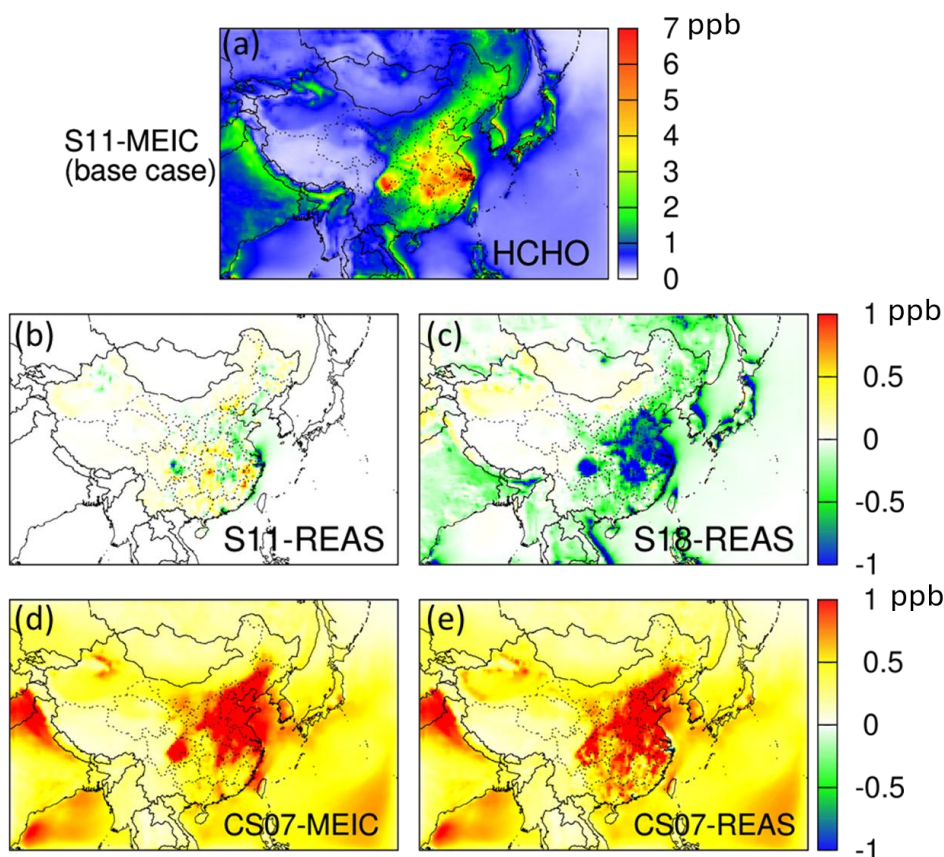 (a)
7 ppb
6
5
4
3
2
1
0
S11-MEIC
(base case)
HCHO
(b)
S11-REAS
(c)
S18-REAS
1 ppb
0.5
0
-0.5
-1
(d)
CS07-MEIC
(e)
CS07-REAS
1 ppb
0.5
0
-0.5
-1